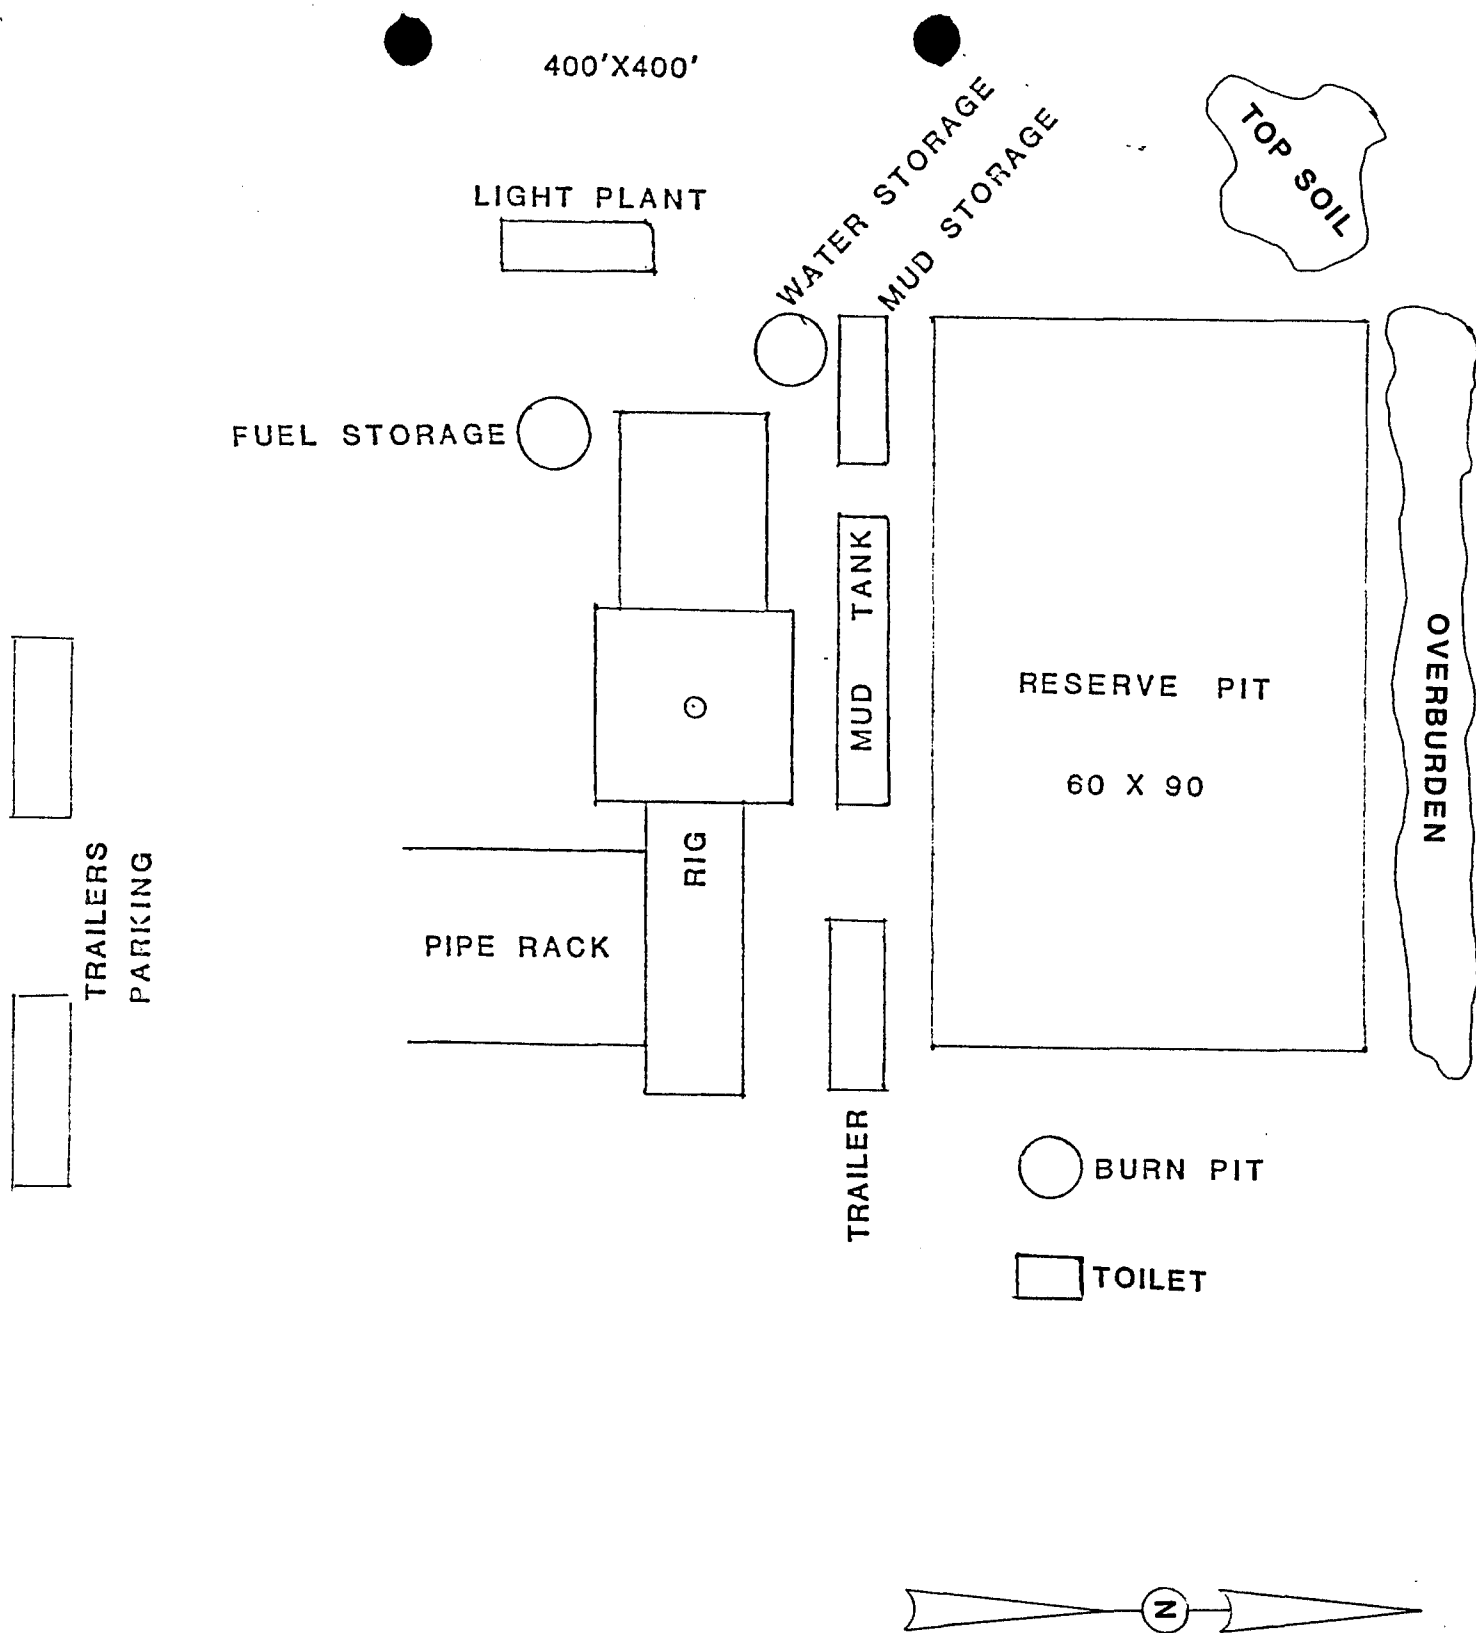 400'X400'
LIGHT PLANT
WATER STORAGE
MUD STORAGE
TOP SOIL
FUEL STORAGE
MUD TANK
RESERVE PIT
60 X 90
OVERBURDEN
RIG
TRAILERS
PARKING
PIPE RACK
TRAILER
BURN PIT
TOILET
N